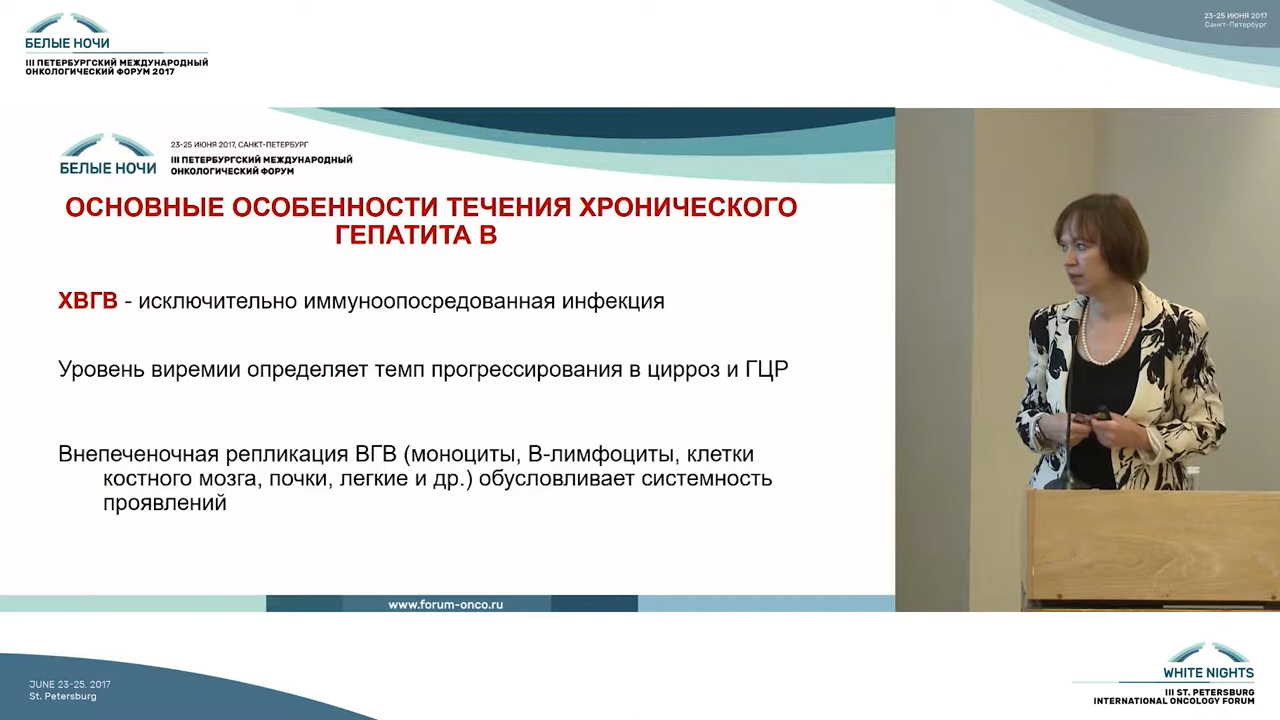 БЕЛЫЕ НОЧИ
III ПЕТЕРБУРГСКИЙ МЕЖДУНАРОДНЫЙ
ОНКОЛОГИЧЕСКИЙ ФОРУМ 2017
23-25 ИЮНЯ 2017
Санкт-Петербург
БЕЛЫЕ НОЧИ
23-25 ИЮНЯ 2017, САНКТ-ПЕТЕРБУРГ
III ПЕТЕРБУРГСКИЙ МЕЖДУНАРОДНЫЙ
ОНКОЛОГИЧЕСКИЙ ФОРУМ
ОСНОВНЫЕ ОСОБЕННОСТИ ТЕЧЕНИЯ ХРОНИЧЕСКОГО
ГЕПАТИТА В
ХВГВ - исключительно иммуноопосредованная инфекция
Уровень виремии определяет темп прогрессирования в цирроз и ГЦР
Внепеченочная репликация ВГВ (моноциты, В-лимфоциты, клетки
костного мозга, почки, легкие и др.) обусловливает системность
проявлений
www.forum-onco.ru
JUNE 23-25, 2017
St. Petersburg
WHITE NIGHTS
III ST. PETERSBURG
INTERNATIONAL ONCOLOGY FORUM